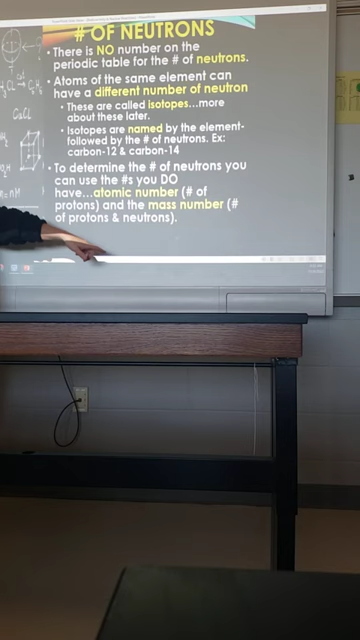 # OF NEUTRONS
• There is NO number on the
periodic table for the # of neutrons.
• Atoms of the same element can
have a different number of neutron
• These are called isotopes...more
about these later.
• Isotopes are named by the element-
followed by the # of neutrons. Ex:
carbon-12 & carbon-14
• To determine the # of neutrons you
can use the #s you DO
have...atomic number (# of
protons) and the mass number (#
of protons & neutrons).
CaCl